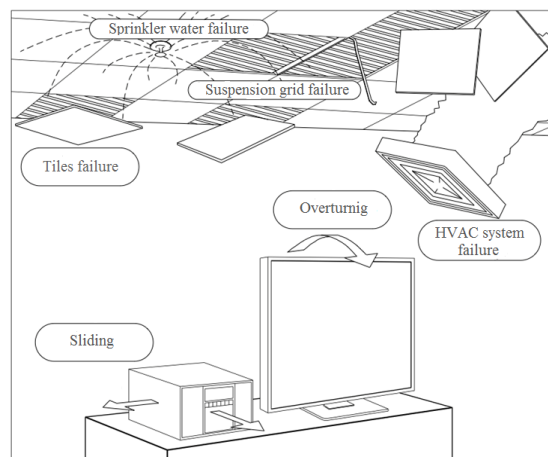 Sprinkler water failure
Suspension grid failure
Tiles failure
Overturnig
HVAC system
failure
Sliding